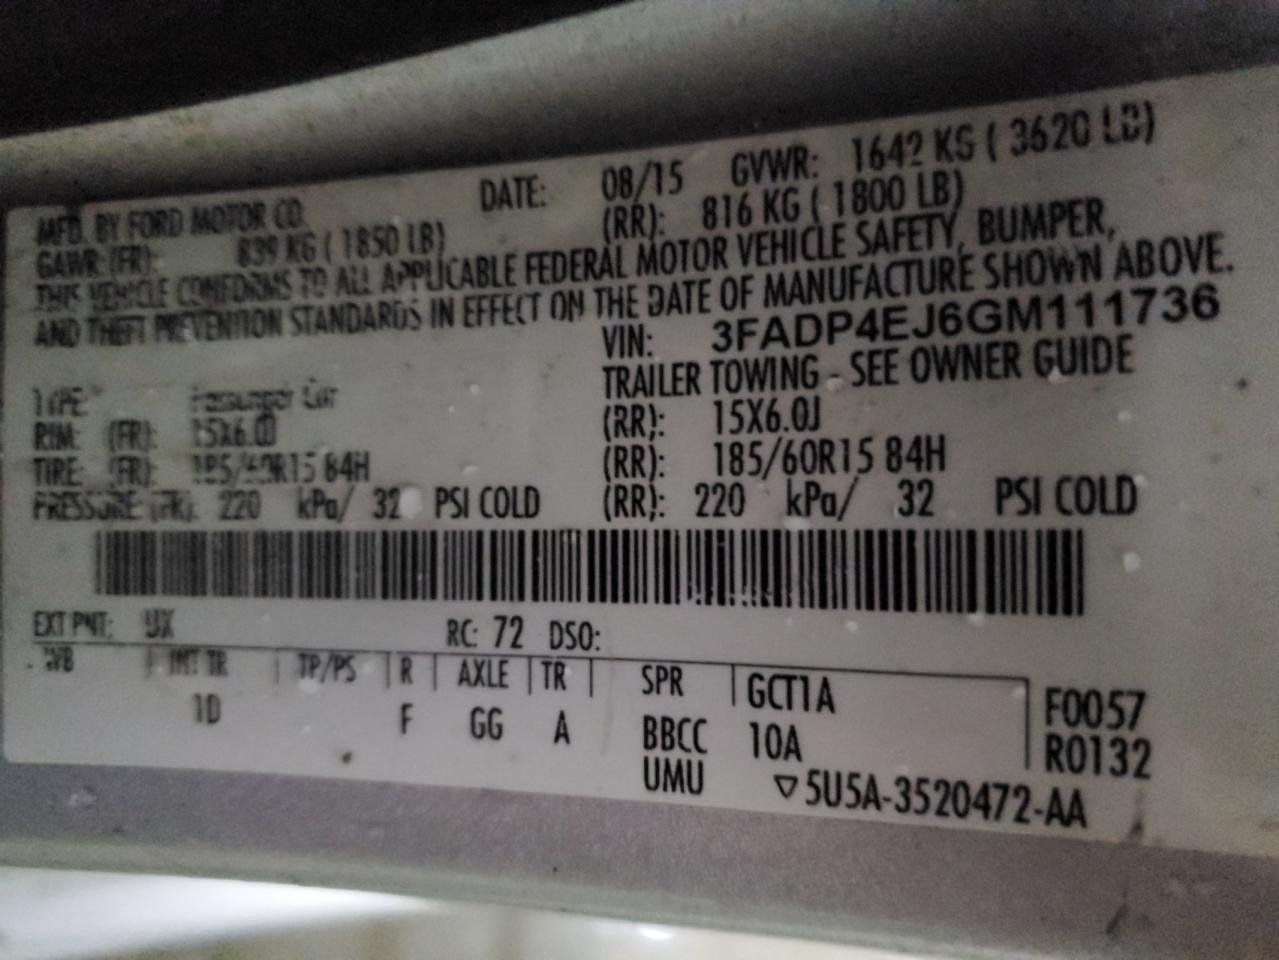 MFD. BY FORD MOTOR CO. DATE: 08/15 GVWR: 1642 KG ( 3620 LB)
GAWR: (FR): 839 KG ( 1850 LB) (RR): 816 KG ( 1800 LB)
THIS VEHICLE CONFORMS TO ALL APPLICABLE FEDERAL MOTOR VEHICLE SAFETY, BUMPER,
AND THEFT PREVENTION STANDARDS IN EFFECT ON THE DATE OF MANUFACTURE SHOWN ABOVE.
VIN: 3FADP4EJ6GM111736
TYPE: Passenger Car TRAILER TOWING - SEE OWNER GUIDE
RIM: (FR): 15X6.0J (RR): 15X6.0J
TIRE: (FR): 185/60R15 84H (RR): 185/60R15 84H
PRESSURE (FR): 220 kPa/ 32 PSI COLD (RR): 220 kPa/ 32 PSI COLD
EXT PNT: UX RC: 72 DSO:
WB INT TR TP/PS R AXLE TR SPR GCT1A F0057
1D F GG A BBCC 10A R0132
UMU ▽5U5A-3520472-AA